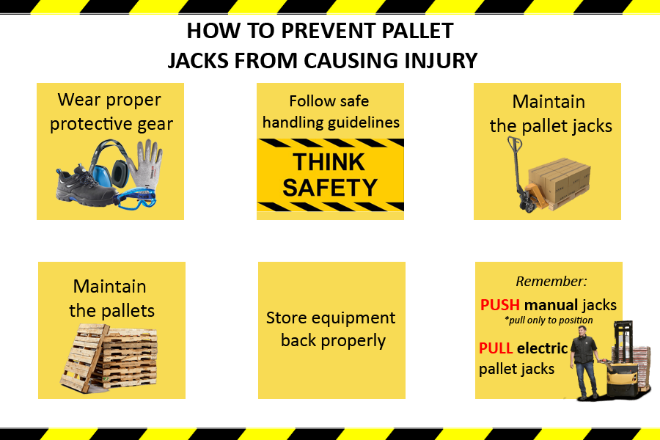 HOW TO PREVENT PALLET
JACKS FROM CAUSING INJURY
Wear proper
protective gear
Follow safe
handling guidelines
THINK
SAFETY
Maintain
the pallet jacks
Maintain
the pallets
Store equipment
back properly
Remember:
PUSH manual jacks
*pull only to position
PULL electric
pallet jacks